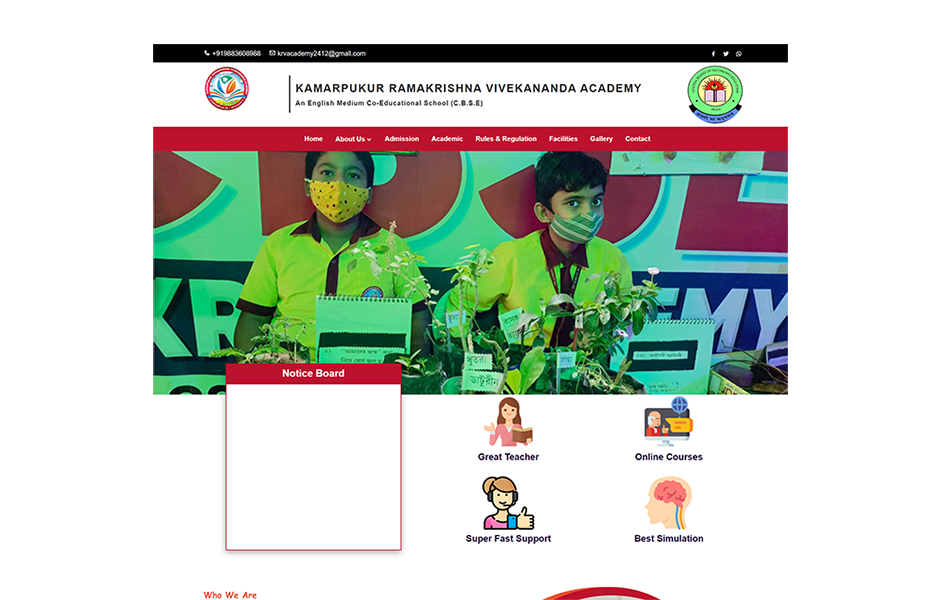 +919883608988 krvacademy2412@gmail.com
KAMARPUKUR RAMAKRISHNA VIVEKANANDA ACADEMY
An English Medium Co-Educational School (C.B.S.E)
Home About Us Admission Academic Rules & Regulation Facilities Gallery Contact
ধুতরা
ডাটুরীন
Notice Board
Great Teacher
Online Courses
Super Fast Support
Best Simulation
Who We Are